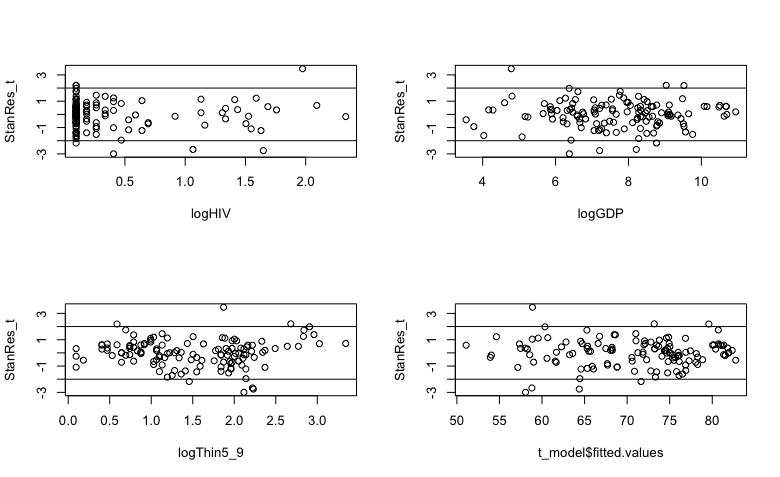 StanRes_t
3
1
-1
-3
0.5 1.0 1.5 2.0
logHIV
StanRes_t
3
1
-1
-3
4 6 8 10
logGDP
StanRes_t
3
1
-1
-3
0.0 0.5 1.0 1.5 2.0 2.5 3.0
logThin5_9
StanRes_t
3
1
-1
-3
50 55 60 65 70 75 80
t_model$fitted.values